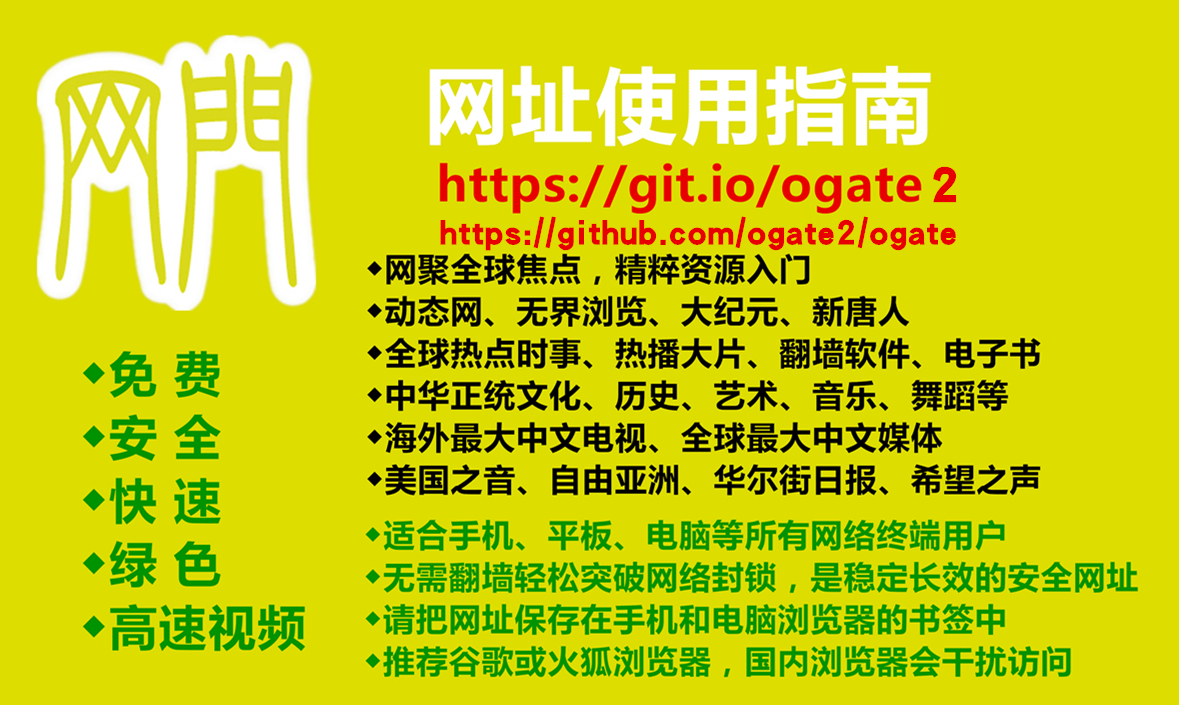 网門
网址使用指南
https://git.io/ogate2
https://github.com/ogate2/ogate
◆网聚全球焦点，精粹资源入门
◆动态网、无界浏览、大纪元、新唐人
◆全球热点时事、热播大片、翻墙软件、电子书
◆中华正统文化、历史、艺术、音乐、舞蹈等
◆海外最大中文电视、全球最大中文媒体
◆美国之音、自由亚洲、华尔街日报、希望之声
◆免 费
◆安 全
◆快 速
◆绿 色
◆高速视频
◆适合手机、平板、电脑等所有网络终端用户
◆无需翻墙轻松突破网络封锁，是稳定长效的安全网址
◆请把网址保存在手机和电脑浏览器的书签中
◆推荐谷歌或火狐浏览器，国内浏览器会干扰访问